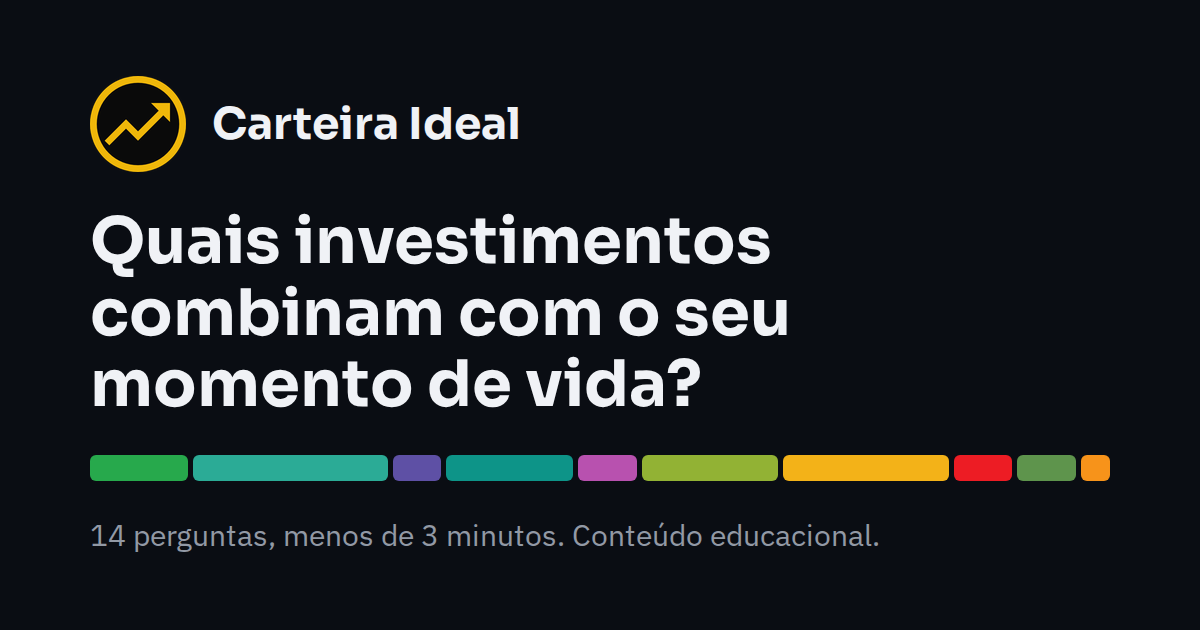 Carteira Ideal
Quais investimentos
combinam com o seu
momento de vida?
14 perguntas, menos de 3 minutos. Conteúdo educacional.